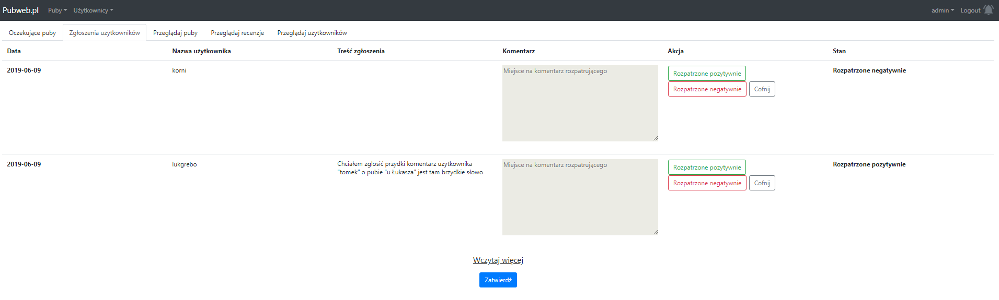 Pubweb.pl Puby Użytkownicy admin Logout
Oczekujące puby Zgłoszenia użytkowników Przeglądaj puby Przeglądaj recenzje Przeglądaj użytkowników
Data Nazwa użytkownika Treść zgłoszenia Komentarz Akcja Stan
2019-06-09 korni Miejsce na komentarz rozpatrującego Rozpatrzone pozytywnie Rozpatrzone negatywnie
Rozpatrzone negatywnie Cofnij
2019-06-09 lukgrebo Chciałem zglosić przydki komentarz uzytkownika Miejsce na komentarz rozpatrującego Rozpatrzone pozytywnie Rozpatrzone pozytywnie
"tomek" o pubie "u Łukasza" jest tam brzydkie słowo
Rozpatrzone negatywnie Cofnij
Wczytaj więcej
Zatwierdź